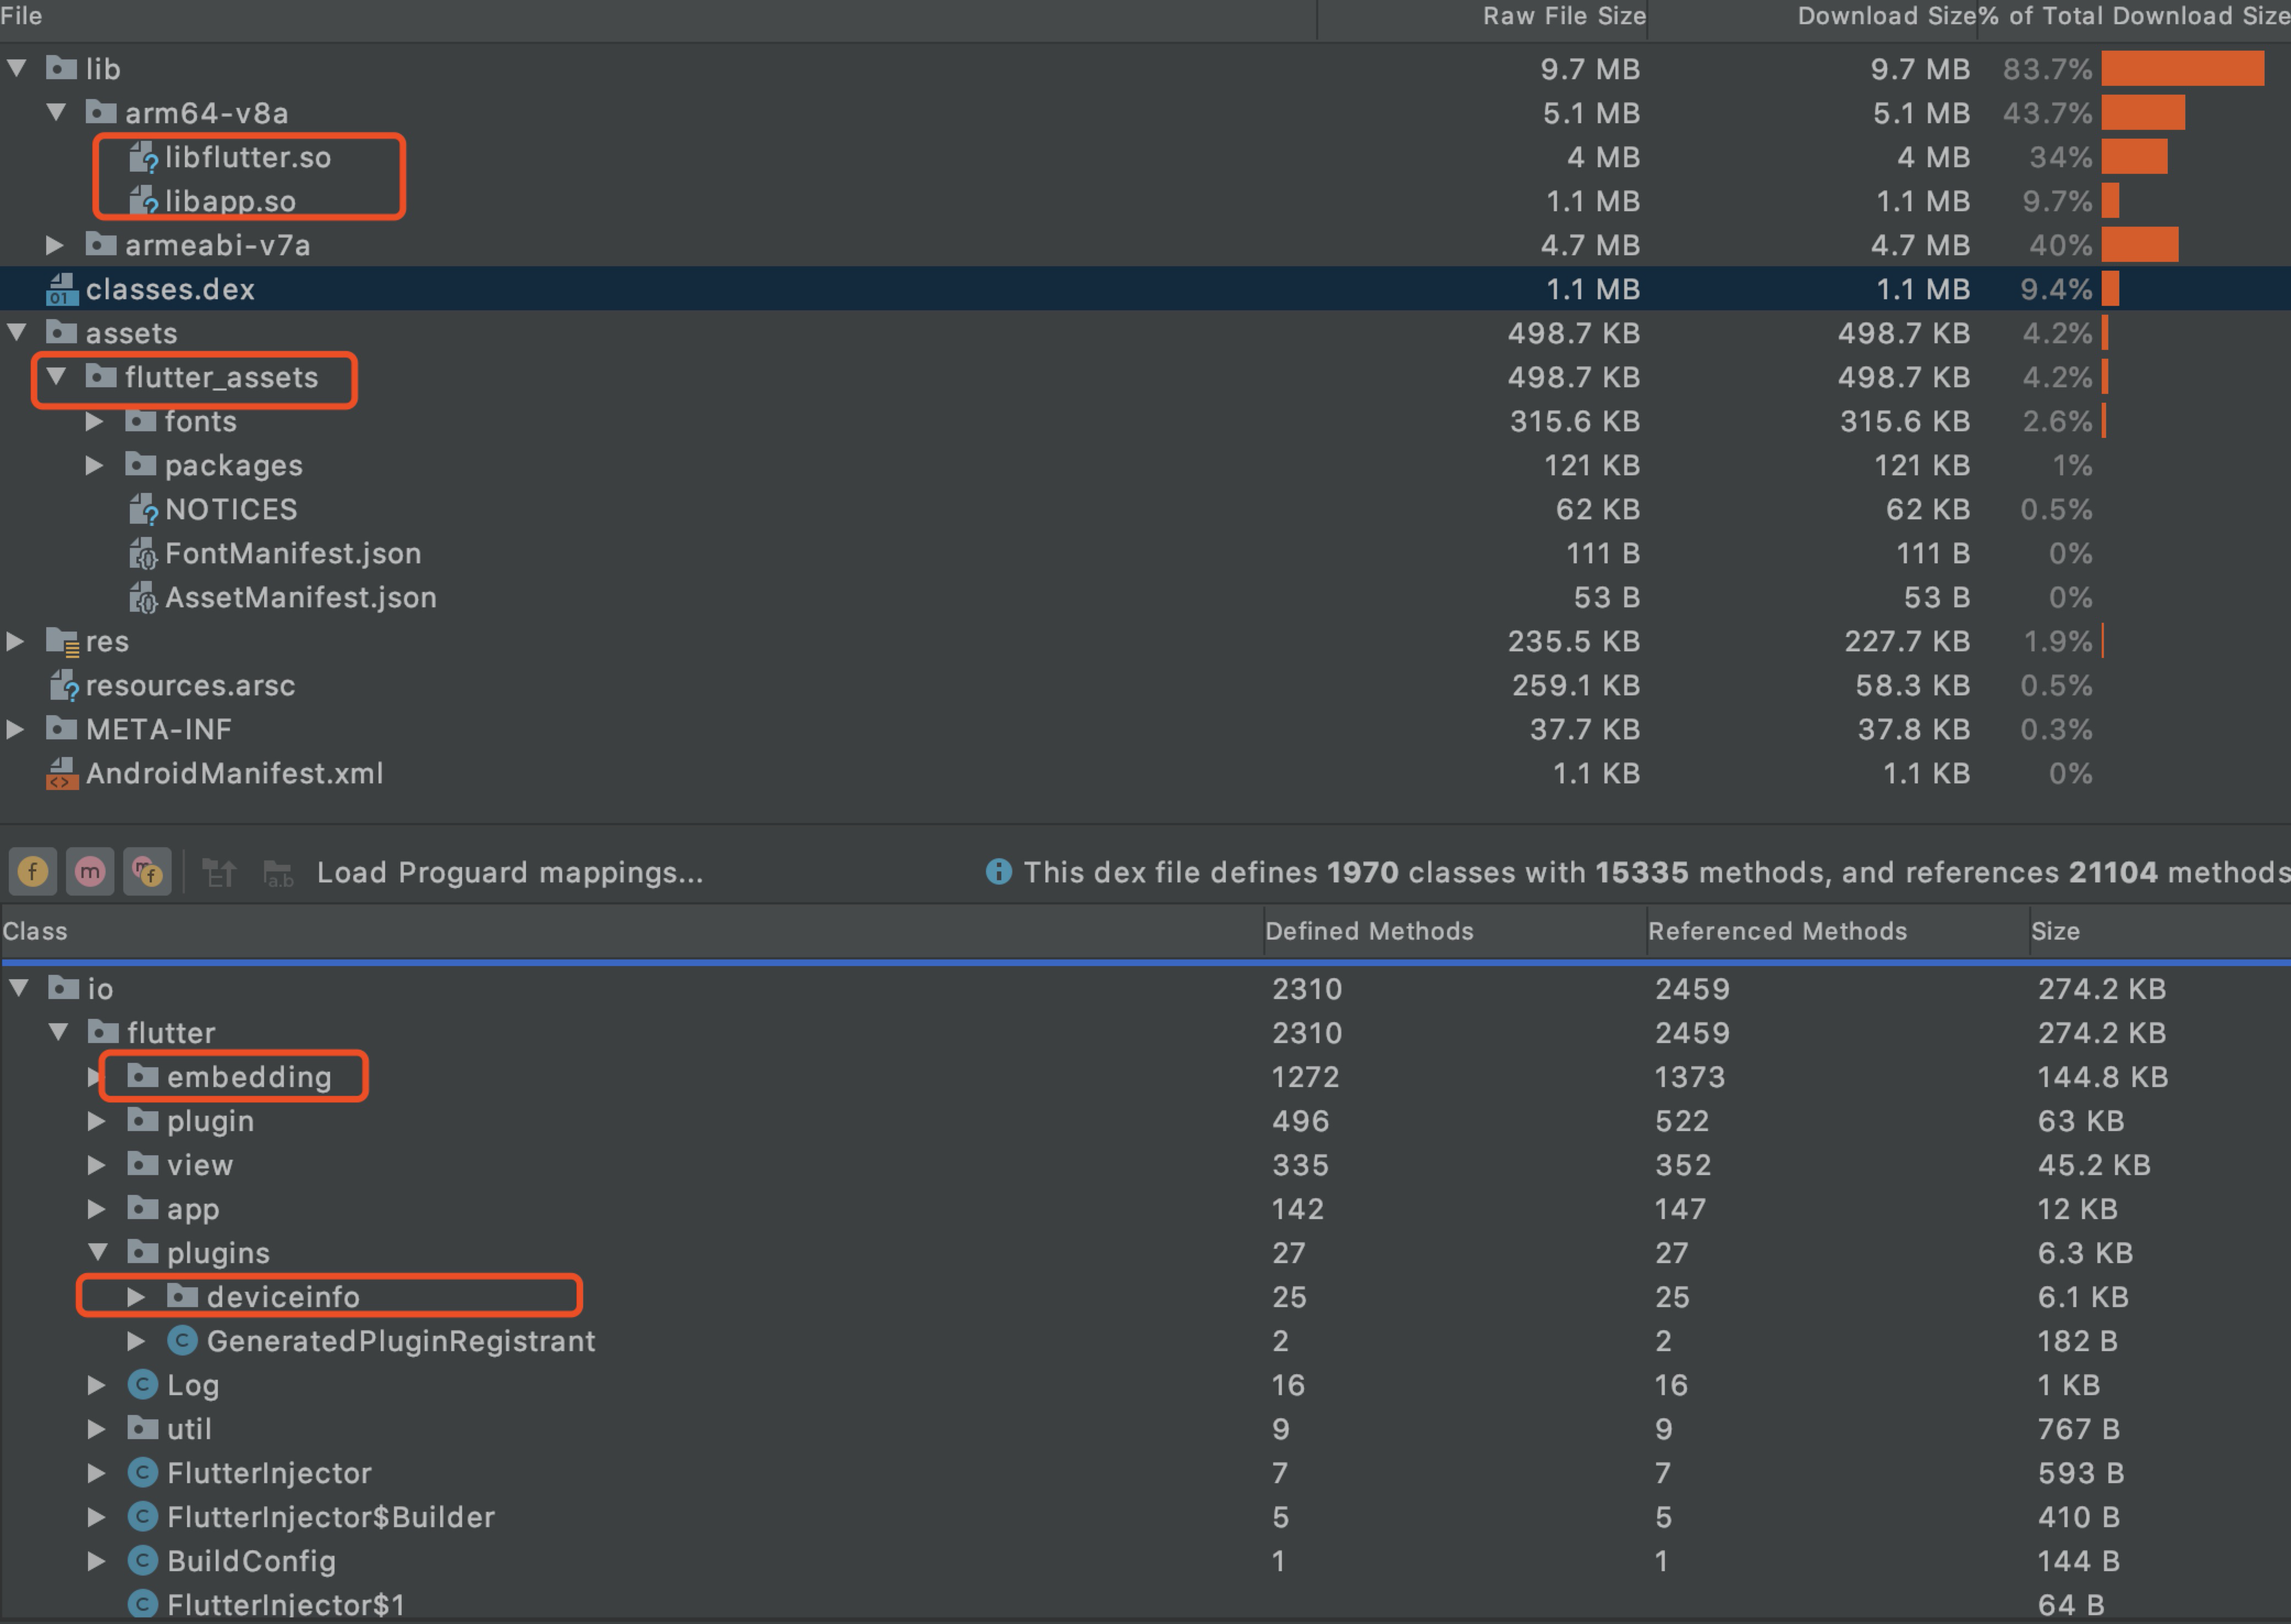 File Raw File Size Download Size % of Total Download Size
lib 9.7 MB 9.7 MB 83.7%
arm64-v8a 5.1 MB 5.1 MB 43.7%
libflutter.so 4 MB 4 MB 34%
libapp.so 1.1 MB 1.1 MB 9.7%
armeabi-v7a 4.7 MB 4.7 MB 40%
01 classes.dex 1.1 MB 1.1 MB 9.4%
assets 498.7 KB 498.7 KB 4.2%
flutter_assets 498.7 KB 498.7 KB 4.2%
fonts 315.6 KB 315.6 KB 2.6%
packages 121 KB 121 KB 1%
NOTICES 62 KB 62 KB 0.5%
FontManifest.json 111 B 111 B 0%
AssetManifest.json 53 B 53 B 0%
res 235.5 KB 227.7 KB 1.9%
resources.arsc 259.1 KB 58.3 KB 0.5%
META-INF 37.7 KB 37.8 KB 0.3%
AndroidManifest.xml 1.1 KB 1.1 KB 0%
f m m f a.b Load Proguard mappings... This dex file defines 1970 classes with 15335 methods, and references 21104 methods
Class Defined Methods Referenced Methods Size
io 2310 2459 274.2 KB
flutter 2310 2459 274.2 KB
embedding 1272 1373 144.8 KB
plugin 496 522 63 KB
view 335 352 45.2 KB
app 142 147 12 KB
plugins 27 27 6.3 KB
deviceinfo 25 25 6.1 KB
C GeneratedPluginRegistrant 2 2 182 B
C Log 16 16 1 KB
util 9 9 767 B
C FlutterInjector 7 7 593 B
C FlutterInjector$Builder 5 5 410 B
C BuildConfig 1 1 144 B
C FlutterInjector$1 64 B